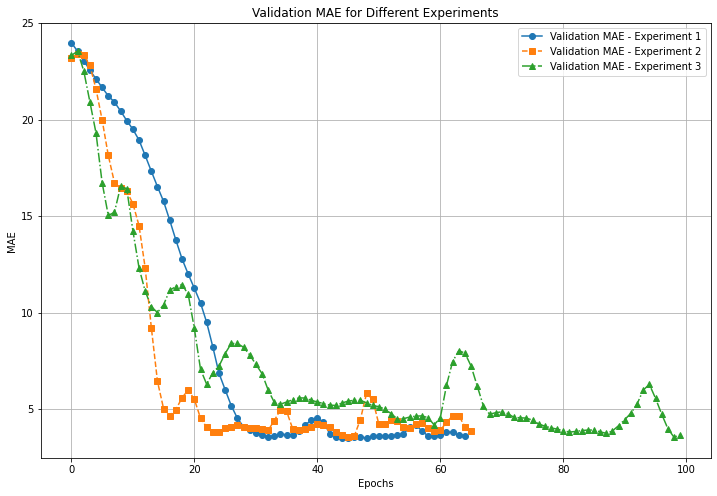 Validation MAE for Different Experiments
Validation MAE - Experiment 1
Validation MAE - Experiment 2
Validation MAE - Experiment 3
25
20
15
10
5
MAE
0
20
40
60
80
100
Epochs